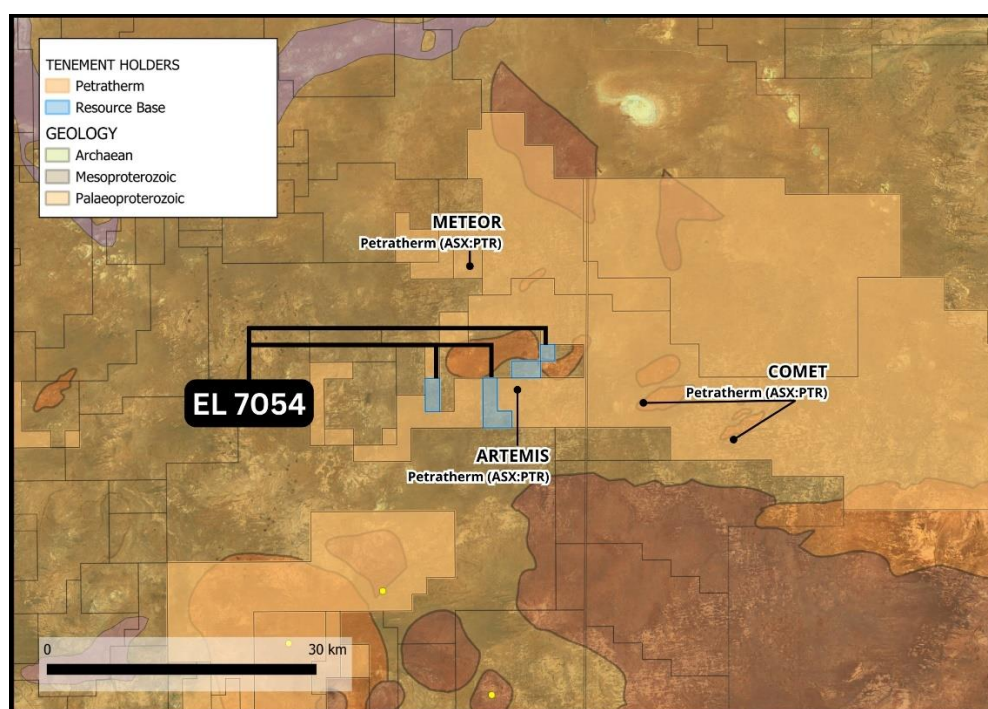 TENEMENT HOLDERS
Petratherm
Resource Base
GEOLOGY
Archaean
Mesoproterozoic
Palaeoproterozoic
METEOR
Petratherm (ASX:PTR)
EL 7054
COMET
Petratherm (ASX:PTR)
ARTEMIS
Petratherm (ASX:PTR)
0 30 km